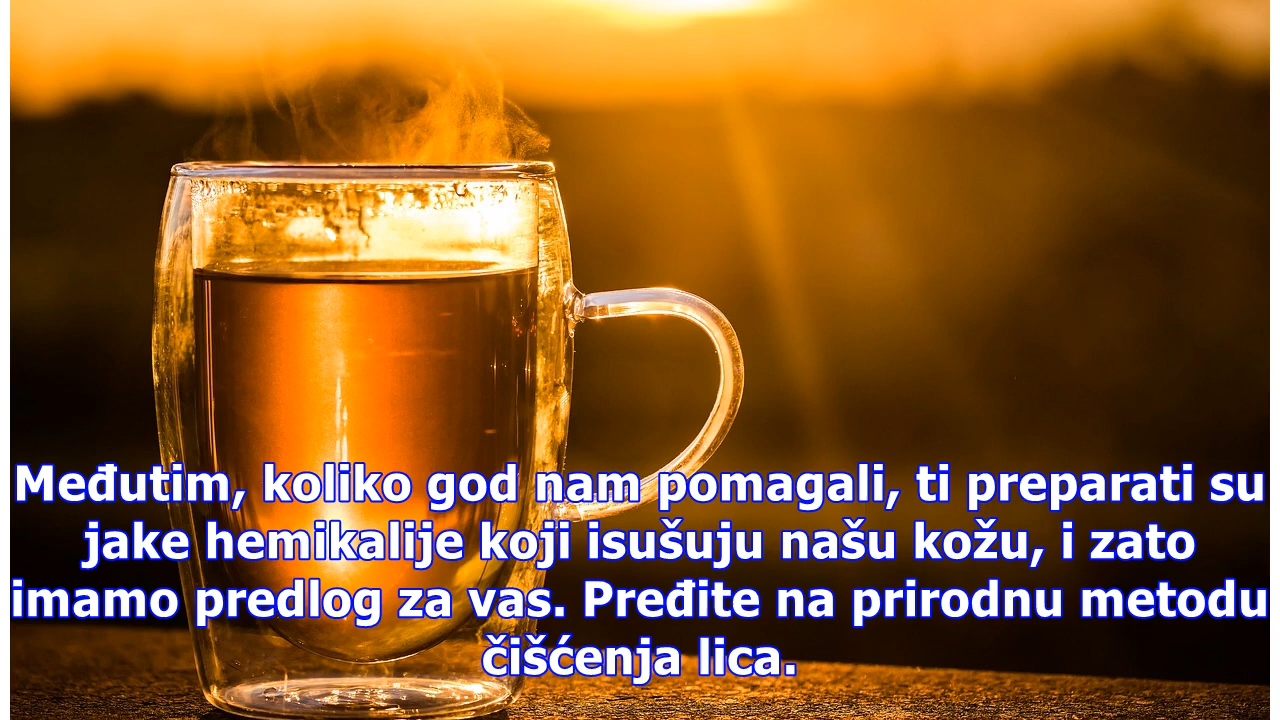 Međutim, koliko god nam pomagali, ti preparati su
jake hemikalije koji isušuju našu kožu, i zato
imamo predlog za vas. Pređite na prirodnu metodu
čišćenja lica.